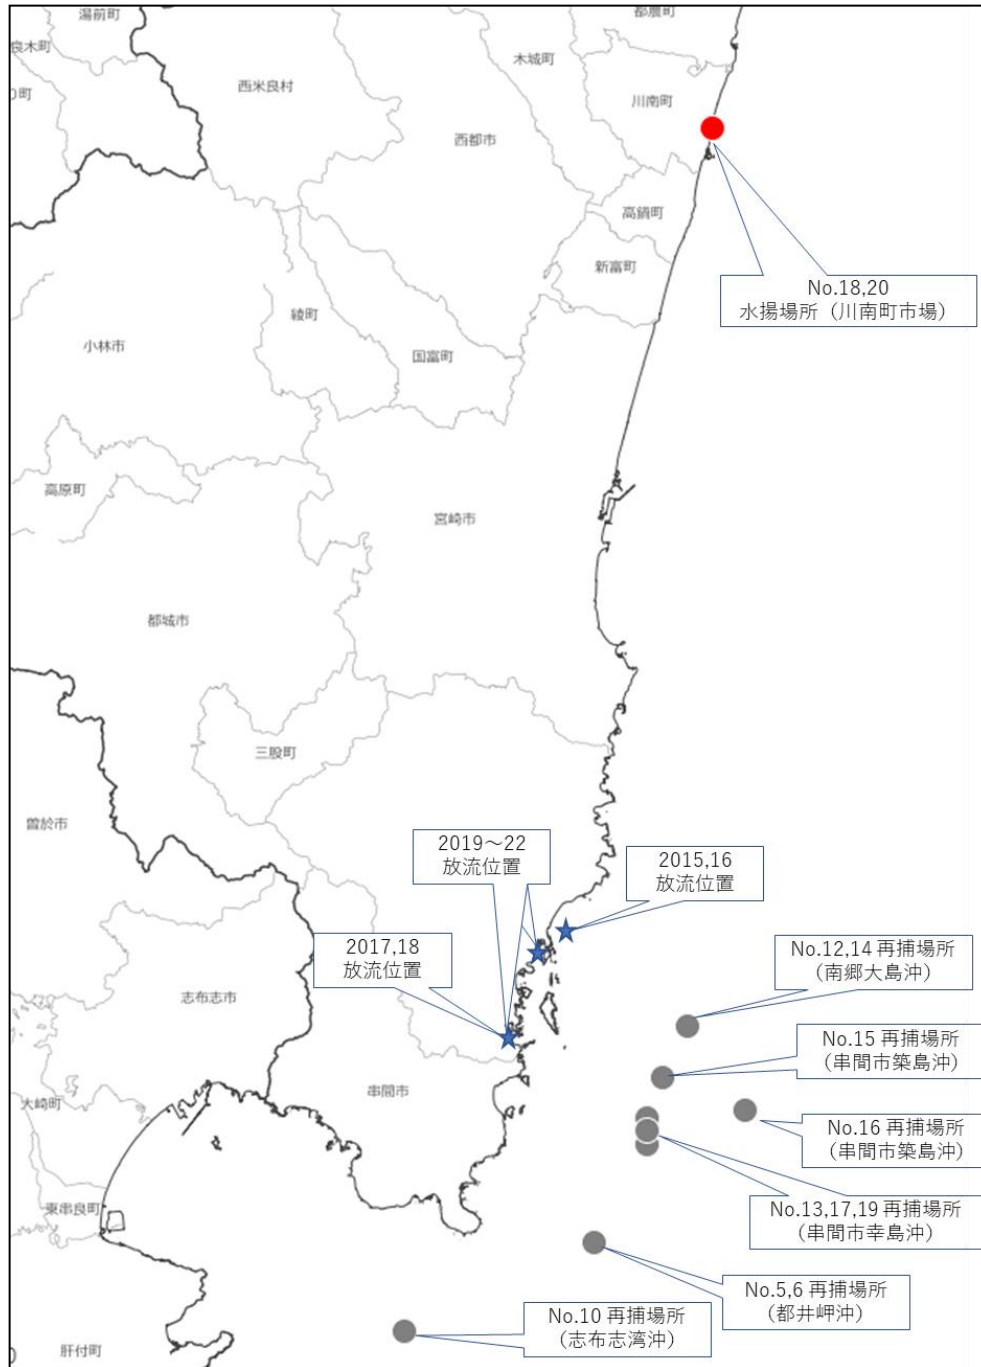 湯前町
都農町
良木町
木城町
西米良村
川南町
西都市
高鍋町
新富町
No.18,20
水揚場所（川南町市場）
綾町
小林市
国富町
高原町
宮崎市
都城市
三股町
曽於市
2019～22
放流位置
2015,16
放流位置
2017,18
放流位置
No.12,14 再捕場所
（南郷大島沖）
志布志市
No.15 再捕場所
（串間市築島沖）
串間市
大崎町
No.16 再捕場所
（串間市築島沖）
東串良町
No.13,17,19 再捕場所
（串間市幸島沖）
No.5,6 再捕場所
（都井岬沖）
No.10 再捕場所
（志布志湾沖）
肝付町